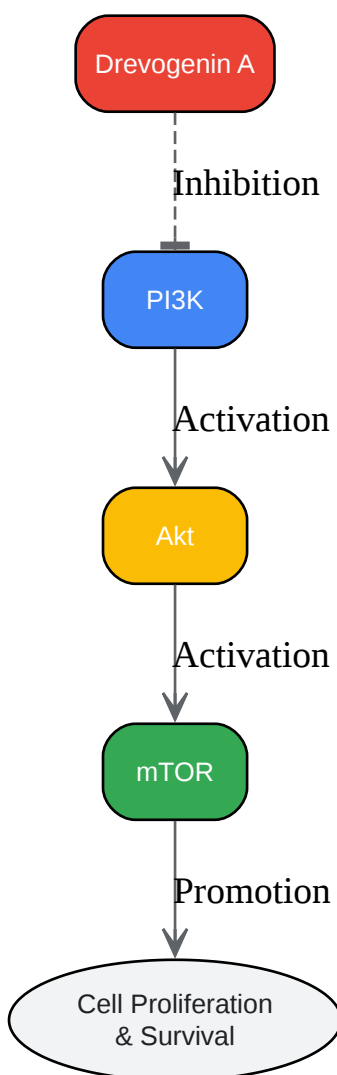 Drevogenin A
Inhibition
PI3K
Activation
Akt
Activation
mTOR
Promotion
Cell Proliferation
& Survival